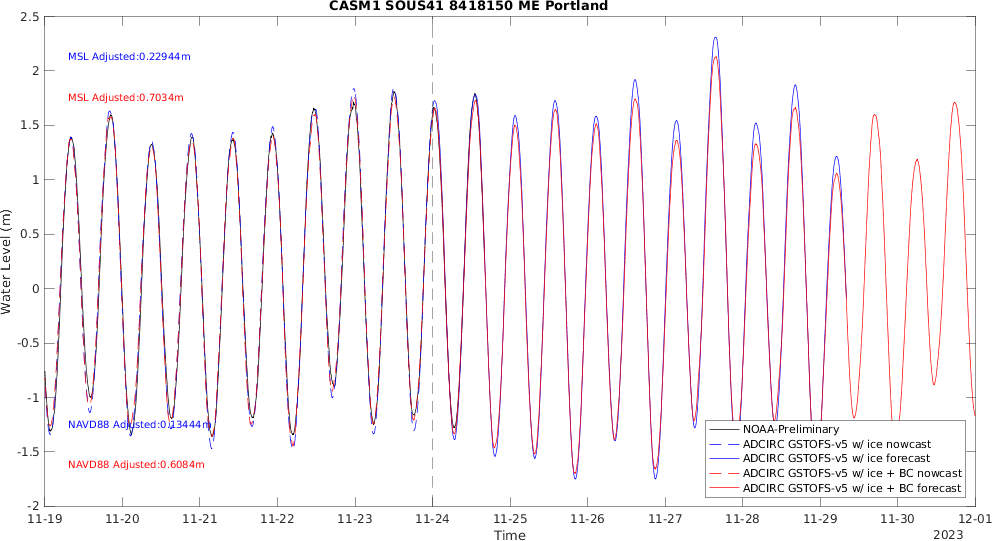 CASM1 SOUS41 8418150 ME Portland
2.5
2
1.5
1
0.5
0
-0.5
-1
-1.5
-2
Water Level (m)
MSL Adjusted:0.22944m
MSL Adjusted:0.7034m
NAVD88 Adjusted:0.13444m
NAVD88 Adjusted:0.6084m
NOAA-Preliminary
ADCIRC GSTOFS-v5 w/ ice nowcast
ADCIRC GSTOFS-v5 w/ ice forecast
ADCIRC GSTOFS-v5 w/ ice + BC nowcast
ADCIRC GSTOFS-v5 w/ ice + BC forecast
11-19 11-20 11-21 11-22 11-23 11-24 11-25 11-26 11-27 11-28 11-29 11-30 12-01
Time
2023